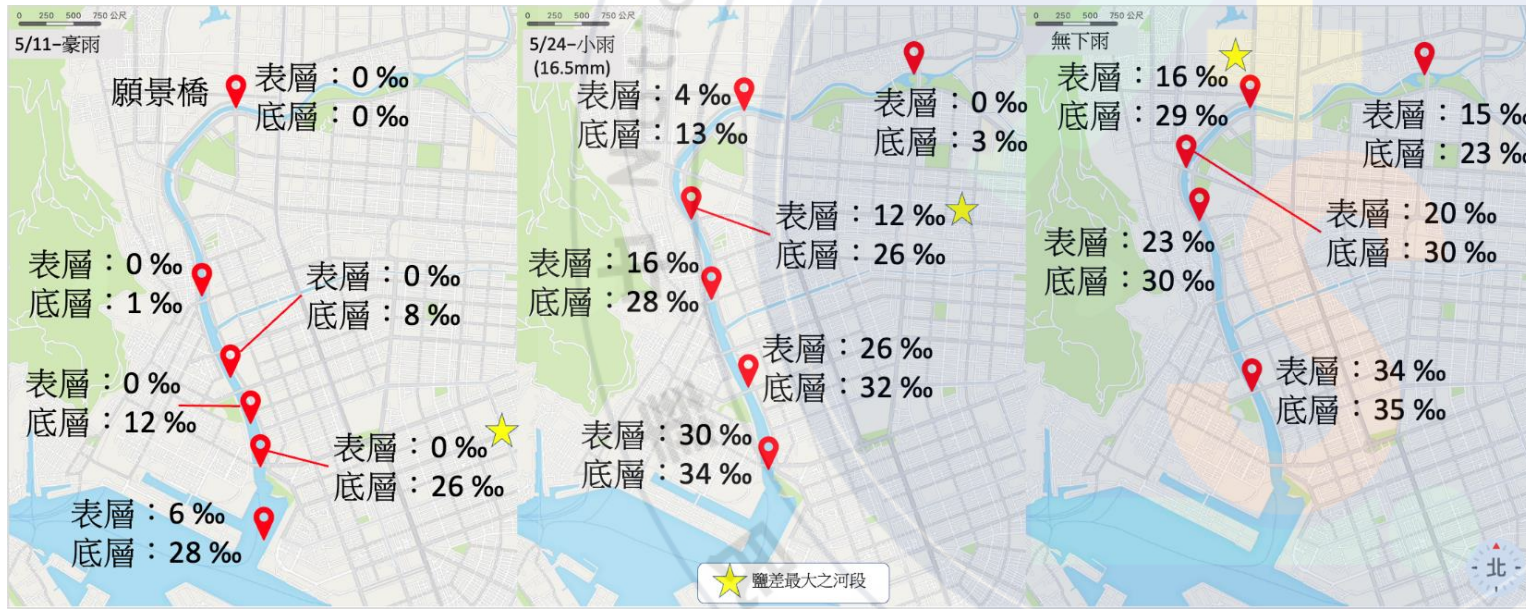 0 250 500 750 公尺
5/11-豪雨
願景橋
表層：0 ‰
底層：0 ‰
表層：0 ‰
底層：1 ‰
表層：0 ‰
底層：8 ‰
表層：0 ‰
底層：12 ‰
表層：0 ‰
底層：26 ‰
表層：6 ‰
底層：28 ‰
0 250 500 750 公尺
5/24-小雨
(16.5mm)
表層：4 ‰
底層：13 ‰
表層：0 ‰
底層：3 ‰
表層：12 ‰
底層：26 ‰
表層：16 ‰
底層：28 ‰
表層：26 ‰
底層：32 ‰
表層：30 ‰
底層：34 ‰
0 250 500 750 公尺
無下雨
表層：16 ‰
底層：29 ‰
表層：15 ‰
底層：23 ‰
表層：20 ‰
底層：30 ‰
表層：23 ‰
底層：30 ‰
表層：34 ‰
底層：35 ‰
鹽差最大之河段
北